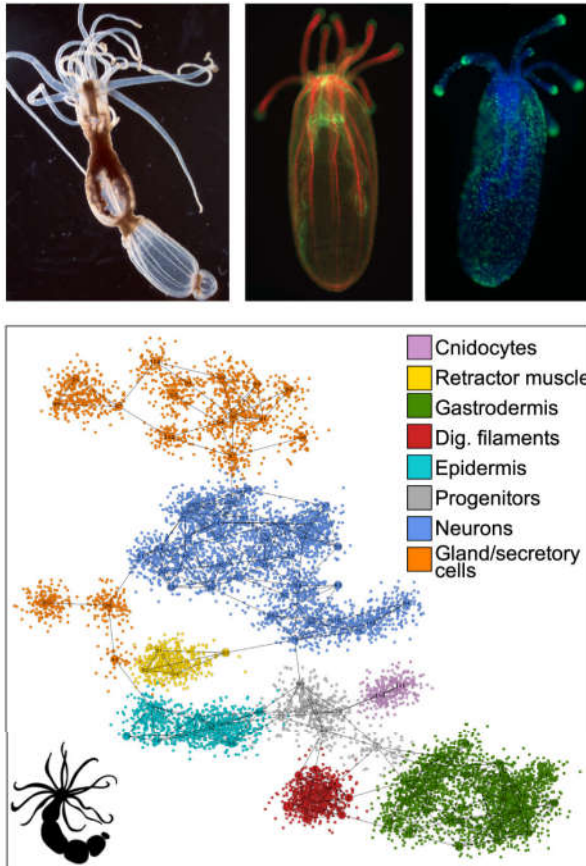 Cnidocytes
Retractor muscle
Gastrodermis
Dig. filaments
Epidermis
Progenitors
Neurons
Gland/secretory
cells